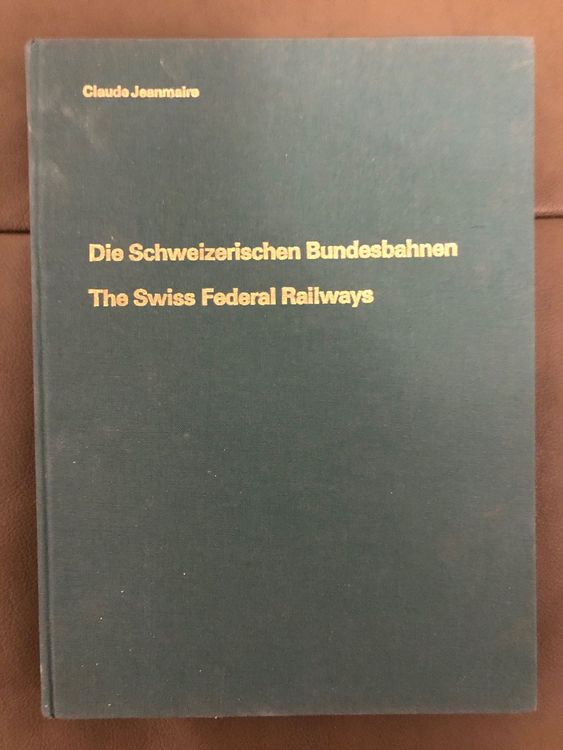 Claude Jeanmaire
Die Schweizerischen Bundesbahnen
The Swiss Federal Railways